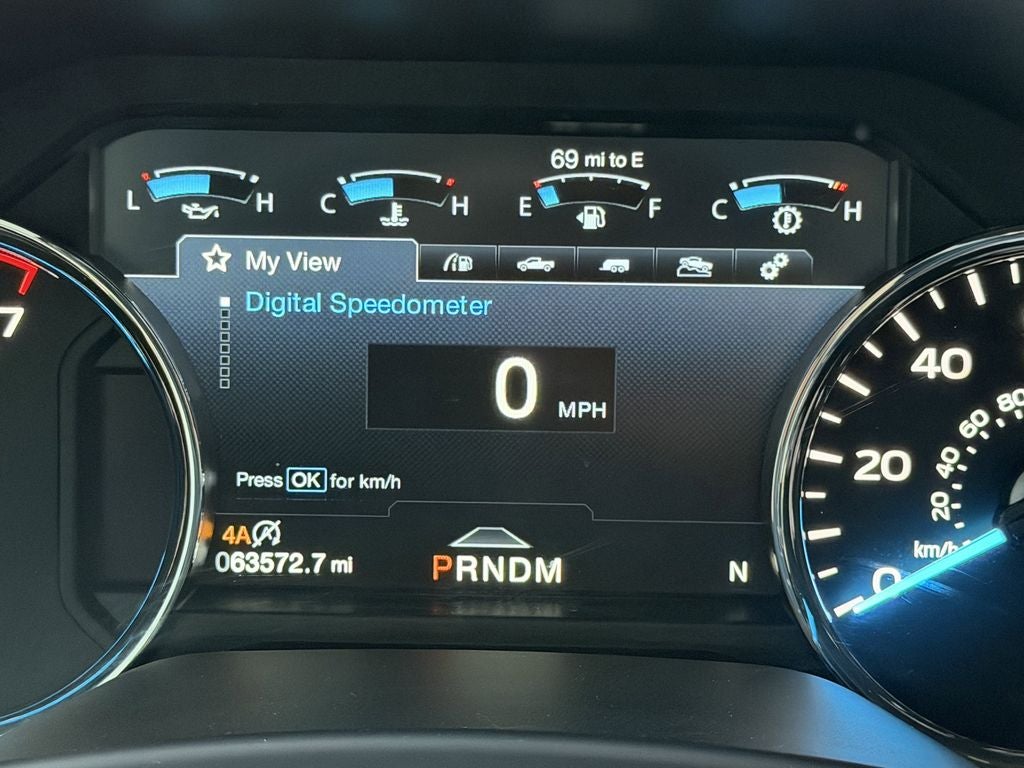 69 mi to E
L H C H E F C H
My View
Digital Speedometer
0 MPH
Press OK for km/h
4A
063572.7 mi
PRNDM
N
7
40
20
0
80
60
40
20
km/h